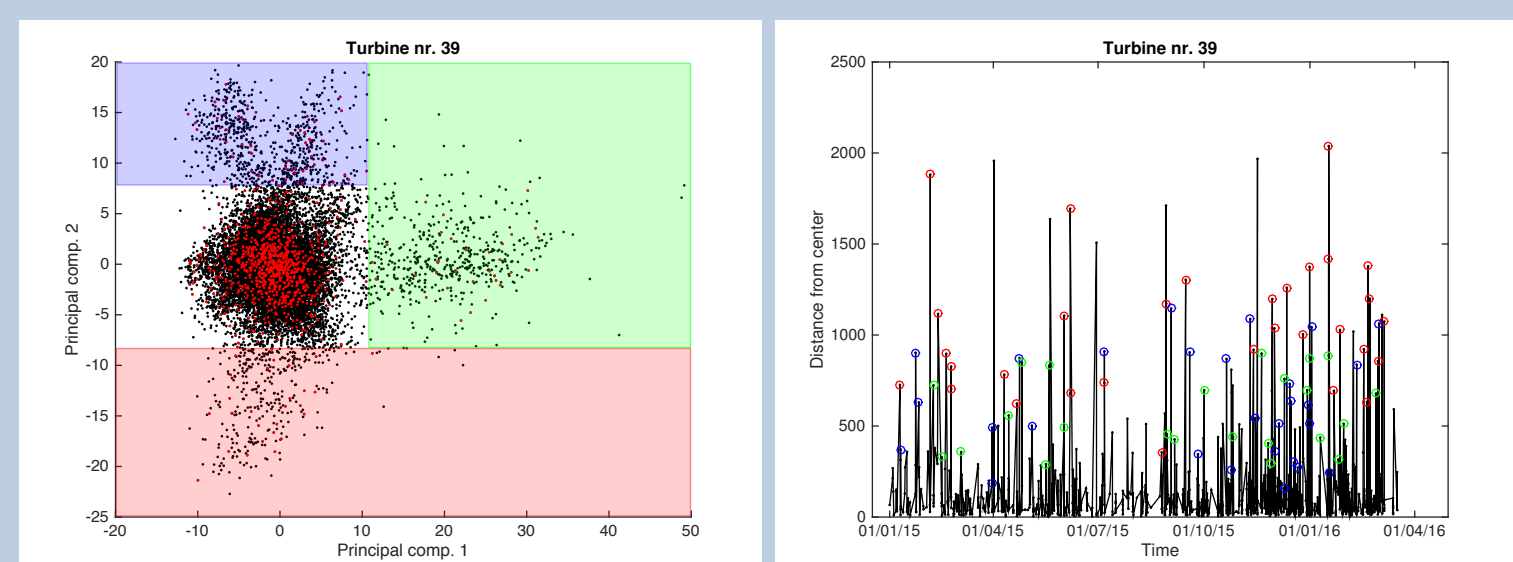 Turbine nr. 39
20
15
10
5
0
-5
-10
-15
-20
-25
Principal comp. 2
-20 -10 0 10 20 30 40 50
Principal comp. 1
Turbine nr. 39
2500
2000
1500
1000
500
0
Distance from center
01/01/15 01/04/15 01/07/15 01/10/15 01/01/16 01/04/16
Time